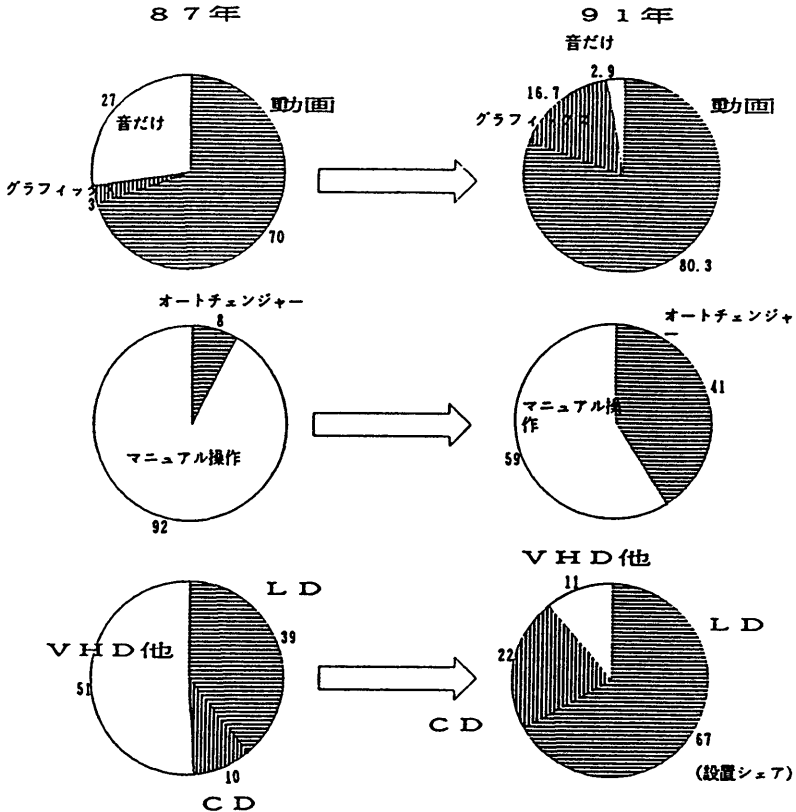 87年
91年
27
音だけ
動画
グラフィック
3
70
音だけ
2.9
16.7
グラフィック
動画
80.3
オートチェンジャー
8
マニュアル操作
92
オートチェンジャ
ー
41
マニュアル操
作
59
LD
39
VHD他
51
10
CD
VHD他
11
LD
22
CD
67
(設置シェア)